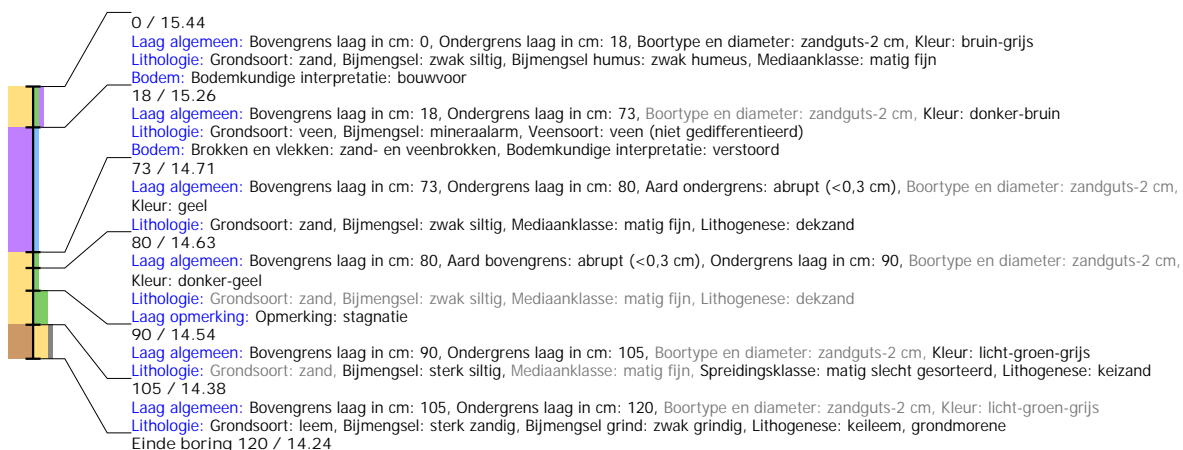 0 / 15.44
Laag algemeen: Bovengrens laag in cm: 0, Ondergrens laag in cm: 18, Boortype en diameter: zandguts-2 cm, Kleur: bruin-grijs
Lithologie: Grondsoort: zand, Bijmengsel: zwak siltig, Bijmengsel humus: zwak humeus, Mediaanklasse: matig fijn
Bodem: Bodemkundige interpretatie: bouwvoor
18 / 15.26
Laag algemeen: Bovengrens laag in cm: 18, Ondergrens laag in cm: 73, Boortype en diameter: zandguts-2 cm, Kleur: donker-bruin
Lithologie: Grondsoort: veen, Bijmengsel: mineraalarm, Veensoort: veen (niet gedifferentieerd)
Bodem: Brokken en vlekken: zand- en veenbrokken, Bodemkundige interpretatie: verstoord
73 / 14.71
Laag algemeen: Bovengrens laag in cm: 73, Ondergrens laag in cm: 80, Aard ondergrens: abrupt (<0,3 cm), Boortype en diameter: zandguts-2 cm,
Kleur: geel
Lithologie: Grondsoort: zand, Bijmengsel: zwak siltig, Mediaanklasse: matig fijn, Lithogenese: dekzand
80 / 14.63
Laag algemeen: Bovengrens laag in cm: 80, Aard bovengrens: abrupt (<0,3 cm), Ondergrens laag in cm: 90, Boortype en diameter: zandguts-2 cm,
Kleur: donker-geel
Lithologie: Grondsoort: zand, Bijmengsel: zwak siltig, Mediaanklasse: matig fijn, Lithogenese: dekzand
Laag opmerking: Opmerking: stagnatie
90 / 14.54
Laag algemeen: Bovengrens laag in cm: 90, Ondergrens laag in cm: 105, Boortype en diameter: zandguts-2 cm, Kleur: licht-groen-grijs
Lithologie: Grondsoort: zand, Bijmengsel: sterk siltig, Mediaanklasse: matig fijn, Spreidingsklasse: matig slecht gesorteerd, Lithogenese: keizand
105 / 14.38
Laag algemeen: Bovengrens laag in cm: 105, Ondergrens laag in cm: 120, Boortype en diameter: zandguts-2 cm, Kleur: licht-groen-grijs
Lithologie: Grondsoort: leem, Bijmengsel: sterk zandig, Bijmengsel grind: zwak grindig, Lithogenese: keileem, grondmorene
Einde boring 120 / 14.24